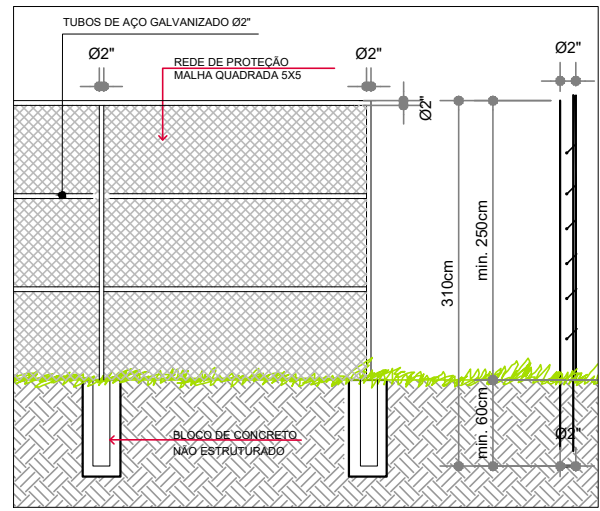 TUBOS DE AÇO GALVANIZADO Ø2"
Ø2"
Ø2"
Ø2"
REDE DE PROTEÇÃO
MALHA QUADRADA 5X5
Ø2"
310cm
min. 250cm
min. 60cm
Ø2"
BLOCO DE CONCRETO
NÃO ESTRUTURADO